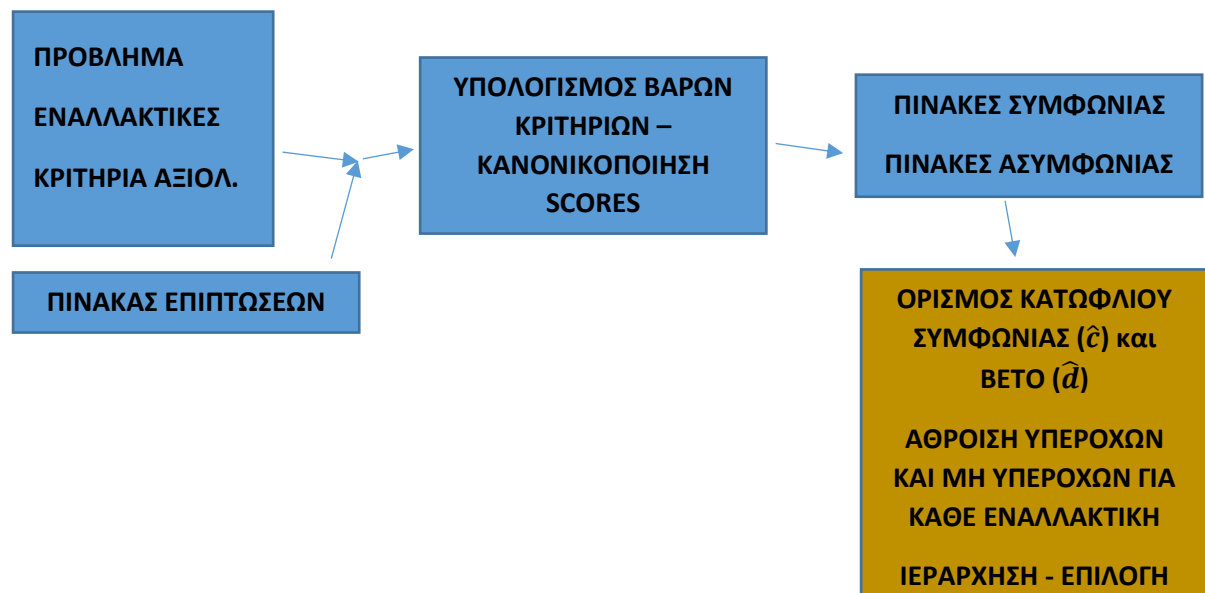 ΠΡΟΒΛΗΜΑ
ΕΝΑΛΛΑΚΤΙΚΕΣ
ΚΡΙΤΗΡΙΑ ΑΞΙΟΛ.
ΠΙΝΑΚΑΣ ΕΠΙΠΤΩΣΕΩΝ
ΥΠΟΛΟΓΙΣΜΟΣ ΒΑΡΩΝ
ΚΡΙΤΗΡΙΩΝ –
ΚΑΝΟΝΙΚΟΠΟΙΗΣΗ
SCORES
ΠΙΝΑΚΕΣ ΣΥΜΦΩΝΙΑΣ
ΠΙΝΑΚΕΣ ΑΣΥΜΦΩΝΙΑΣ
ΟΡΙΣΜΟΣ ΚΑΤΩΦΛΙΟΥ
ΣΥΜΦΩΝΙΑΣ (ĉ) και
ΒΕΤΟ (d̂)
ΑΘΡΟΙΣΗ ΥΠΕΡΟΧΩΝ
ΚΑΙ ΜΗ ΥΠΕΡΟΧΩΝ ΓΙΑ
ΚΑΘΕ ΕΝΑΛΛΑΚΤΙΚΗ
ΙΕΡΑΡΧΗΣΗ - ΕΠΙΛΟΓΗ